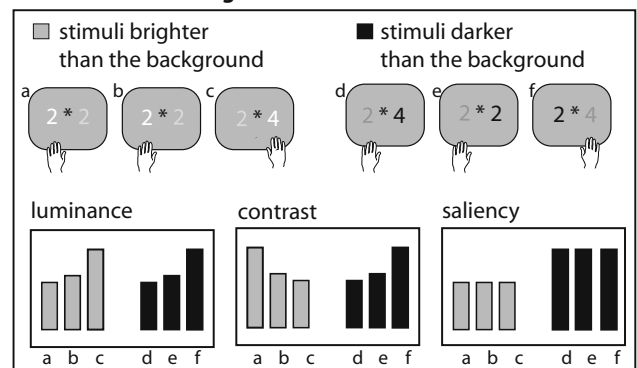 stimuli brighter
than the background
stimuli darker
than the background
a b c d e f
2 * 2 2 * 2 2 * 4 2 * 4 2 * 2 2 * 4
luminance contrast saliency
a b c d e f a b c d e f a b c d e f